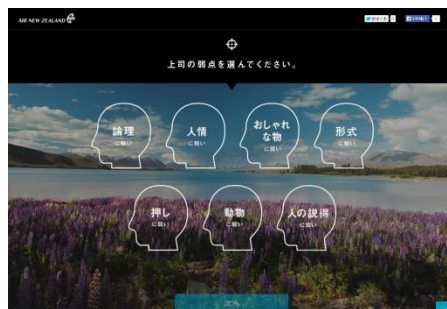 AIR NEW ZEALAND
上司の弱点を選んでください。
論理
に弱い
人情
に弱い
おしゃれ
な物
に弱い
形式
に弱い
押し
に弱い
動物
に弱い
人の説得
に弱い